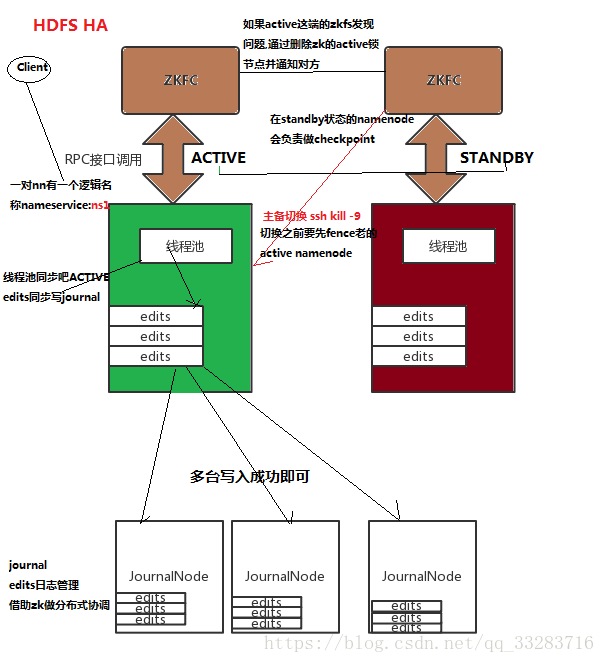 HDFS HA
如果active这端的zkfs发现
问题,通过删除zk的active锁
节点并通知对方
Client
ZKFC
ZKFC
在standby状态的namenode
会负责做checkpoint
RPC接口调用
ACTIVE
STANDBY
一对nn有一个逻辑名
称nameservice:ns1
主备切换 ssh kill -9
切换之前要先fence老的
active namenode
线程池
线程池
线程池同步吧ACTIVE
edits同步写journal
edits
edits
edits
edits
edits
edits
多台写入成功即可
journal
edits日志管理
借助zk做分布式协调
JournalNode
JournalNode
JournalNode
edits
edits
edits
edits
edits
edits
edits
edits
edits
https://blog.csdn.net/qq_33283716